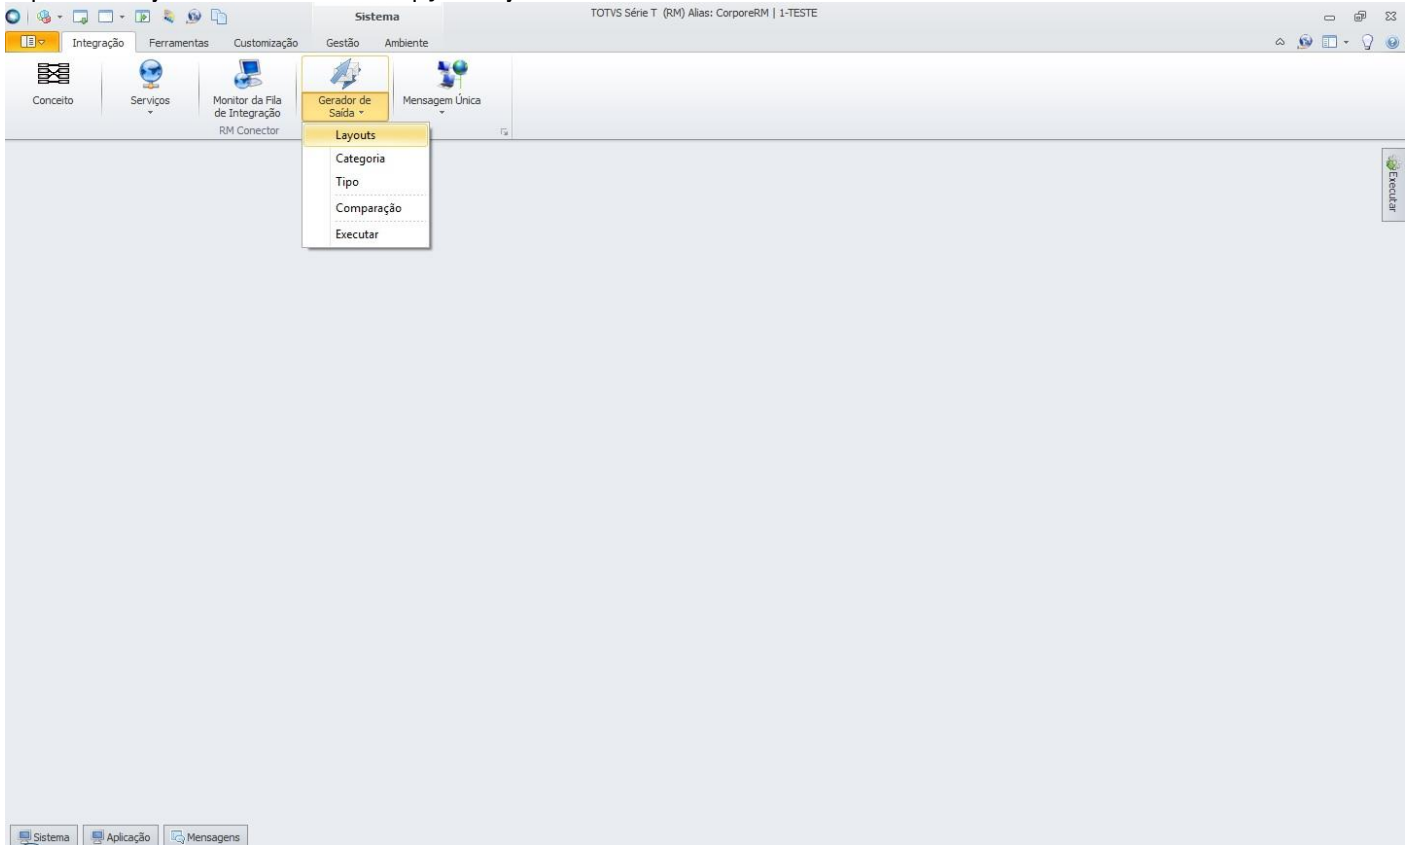 Sistema
TOTVS Série T (RM) Alias: CorporeRM | 1-TESTE
Integração Ferramentas Customização Gestão Ambiente
Conceito
Serviços
Monitor da Fila
de Integração
Gerador de
Saída
Mensagem Única
RM Conector
Layouts
Categoria
Tipo
Comparação
Executar
Executar
Sistema Aplicação Mensagens